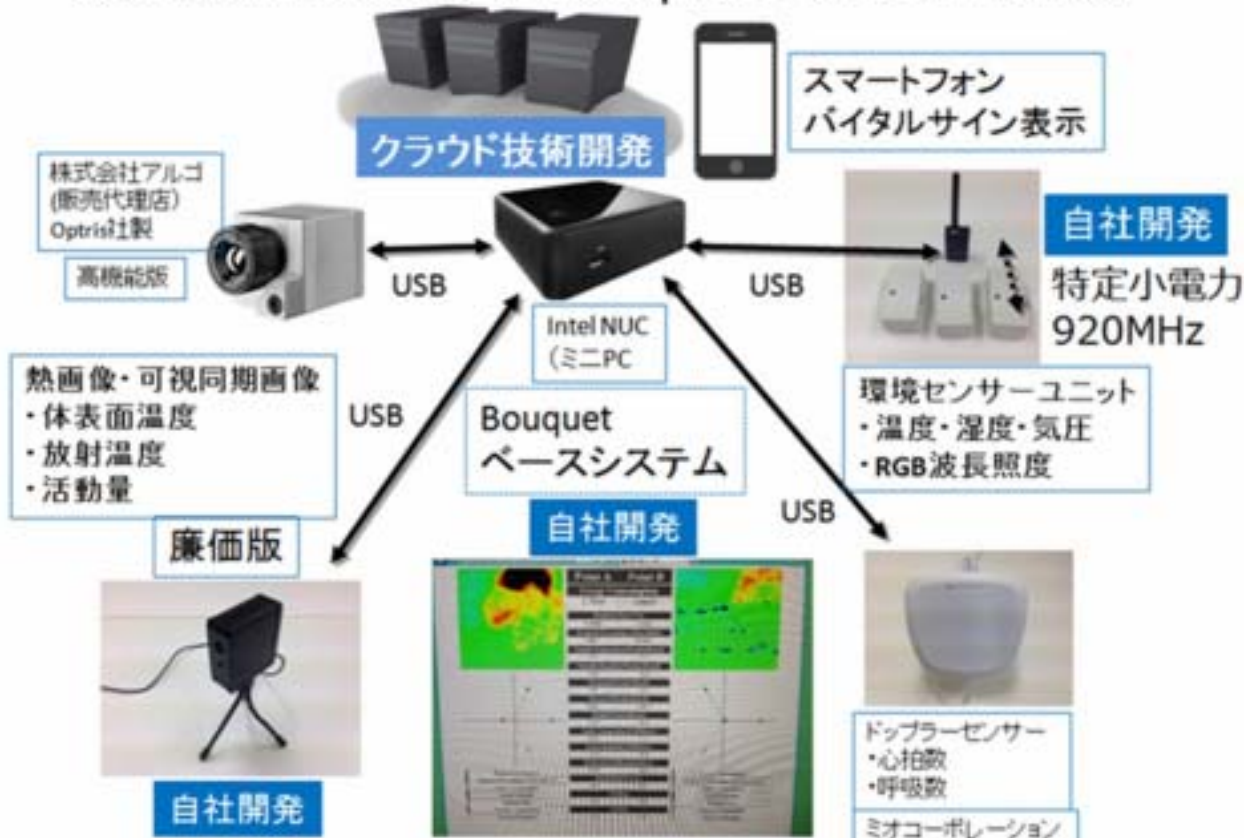 クラウド技術開発
スマートフォン
バイタルサイン表示
株式会社アルゴ
(販売代理店)
Optris社製
高機能版
USB
USB
自社開発
特定小電力
920MHz
Intel NUC
(ミニPC
熱画像・可視同期画像
・体表面温度
・放射温度
・活動量
USB
Bouquet
ベースシステム
環境センサーユニット
・温度・湿度・気圧
・RGB波長照度
USB
廉価版
自社開発
自社開発
ドップラーセンサー
・心拍数
・呼吸数
ミオコーポレーション